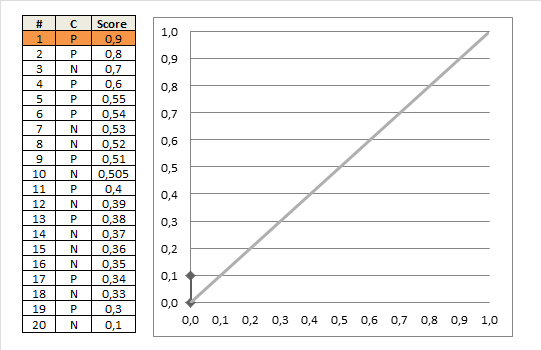 # C Score
1 P 0,9
2 P 0,8
3 N 0,7
4 P 0,6
5 P 0,55
6 P 0,54
7 N 0,53
8 N 0,52
9 P 0,51
10 N 0,505
11 P 0,4
12 N 0,39
13 P 0,38
14 N 0,37
15 N 0,36
16 N 0,35
17 P 0,34
18 N 0,33
19 P 0,3
20 N 0,1
1,0
0,9
0,8
0,7
0,6
0,5
0,4
0,3
0,2
0,1
0,0
0,0 0,1 0,2 0,3 0,4 0,5 0,6 0,7 0,8 0,9 1,0